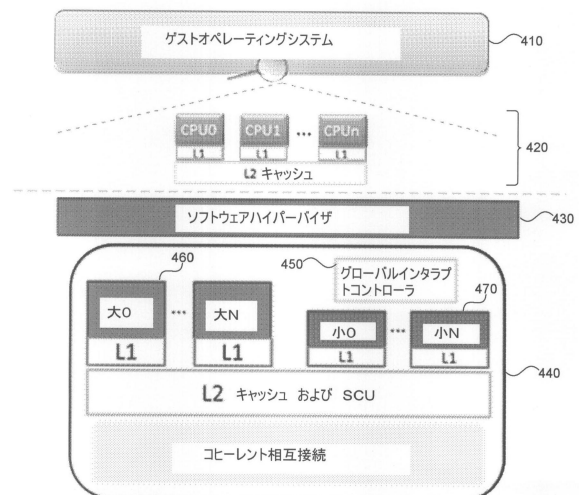 ゲストオペレーティングシステム
410
CPU0 CPU1 ... CPUn
L1 L1 L1
L2 キャッシュ
420
ソフトウェアハイパーバイザ
430
460
450
グローバルインタラプ
トコントローラ
470
大0 ... 大N
小0 ... 小N
L1 L1 L1 L1
L2 キャッシュ および SCU
440
コヒーレント相互接続